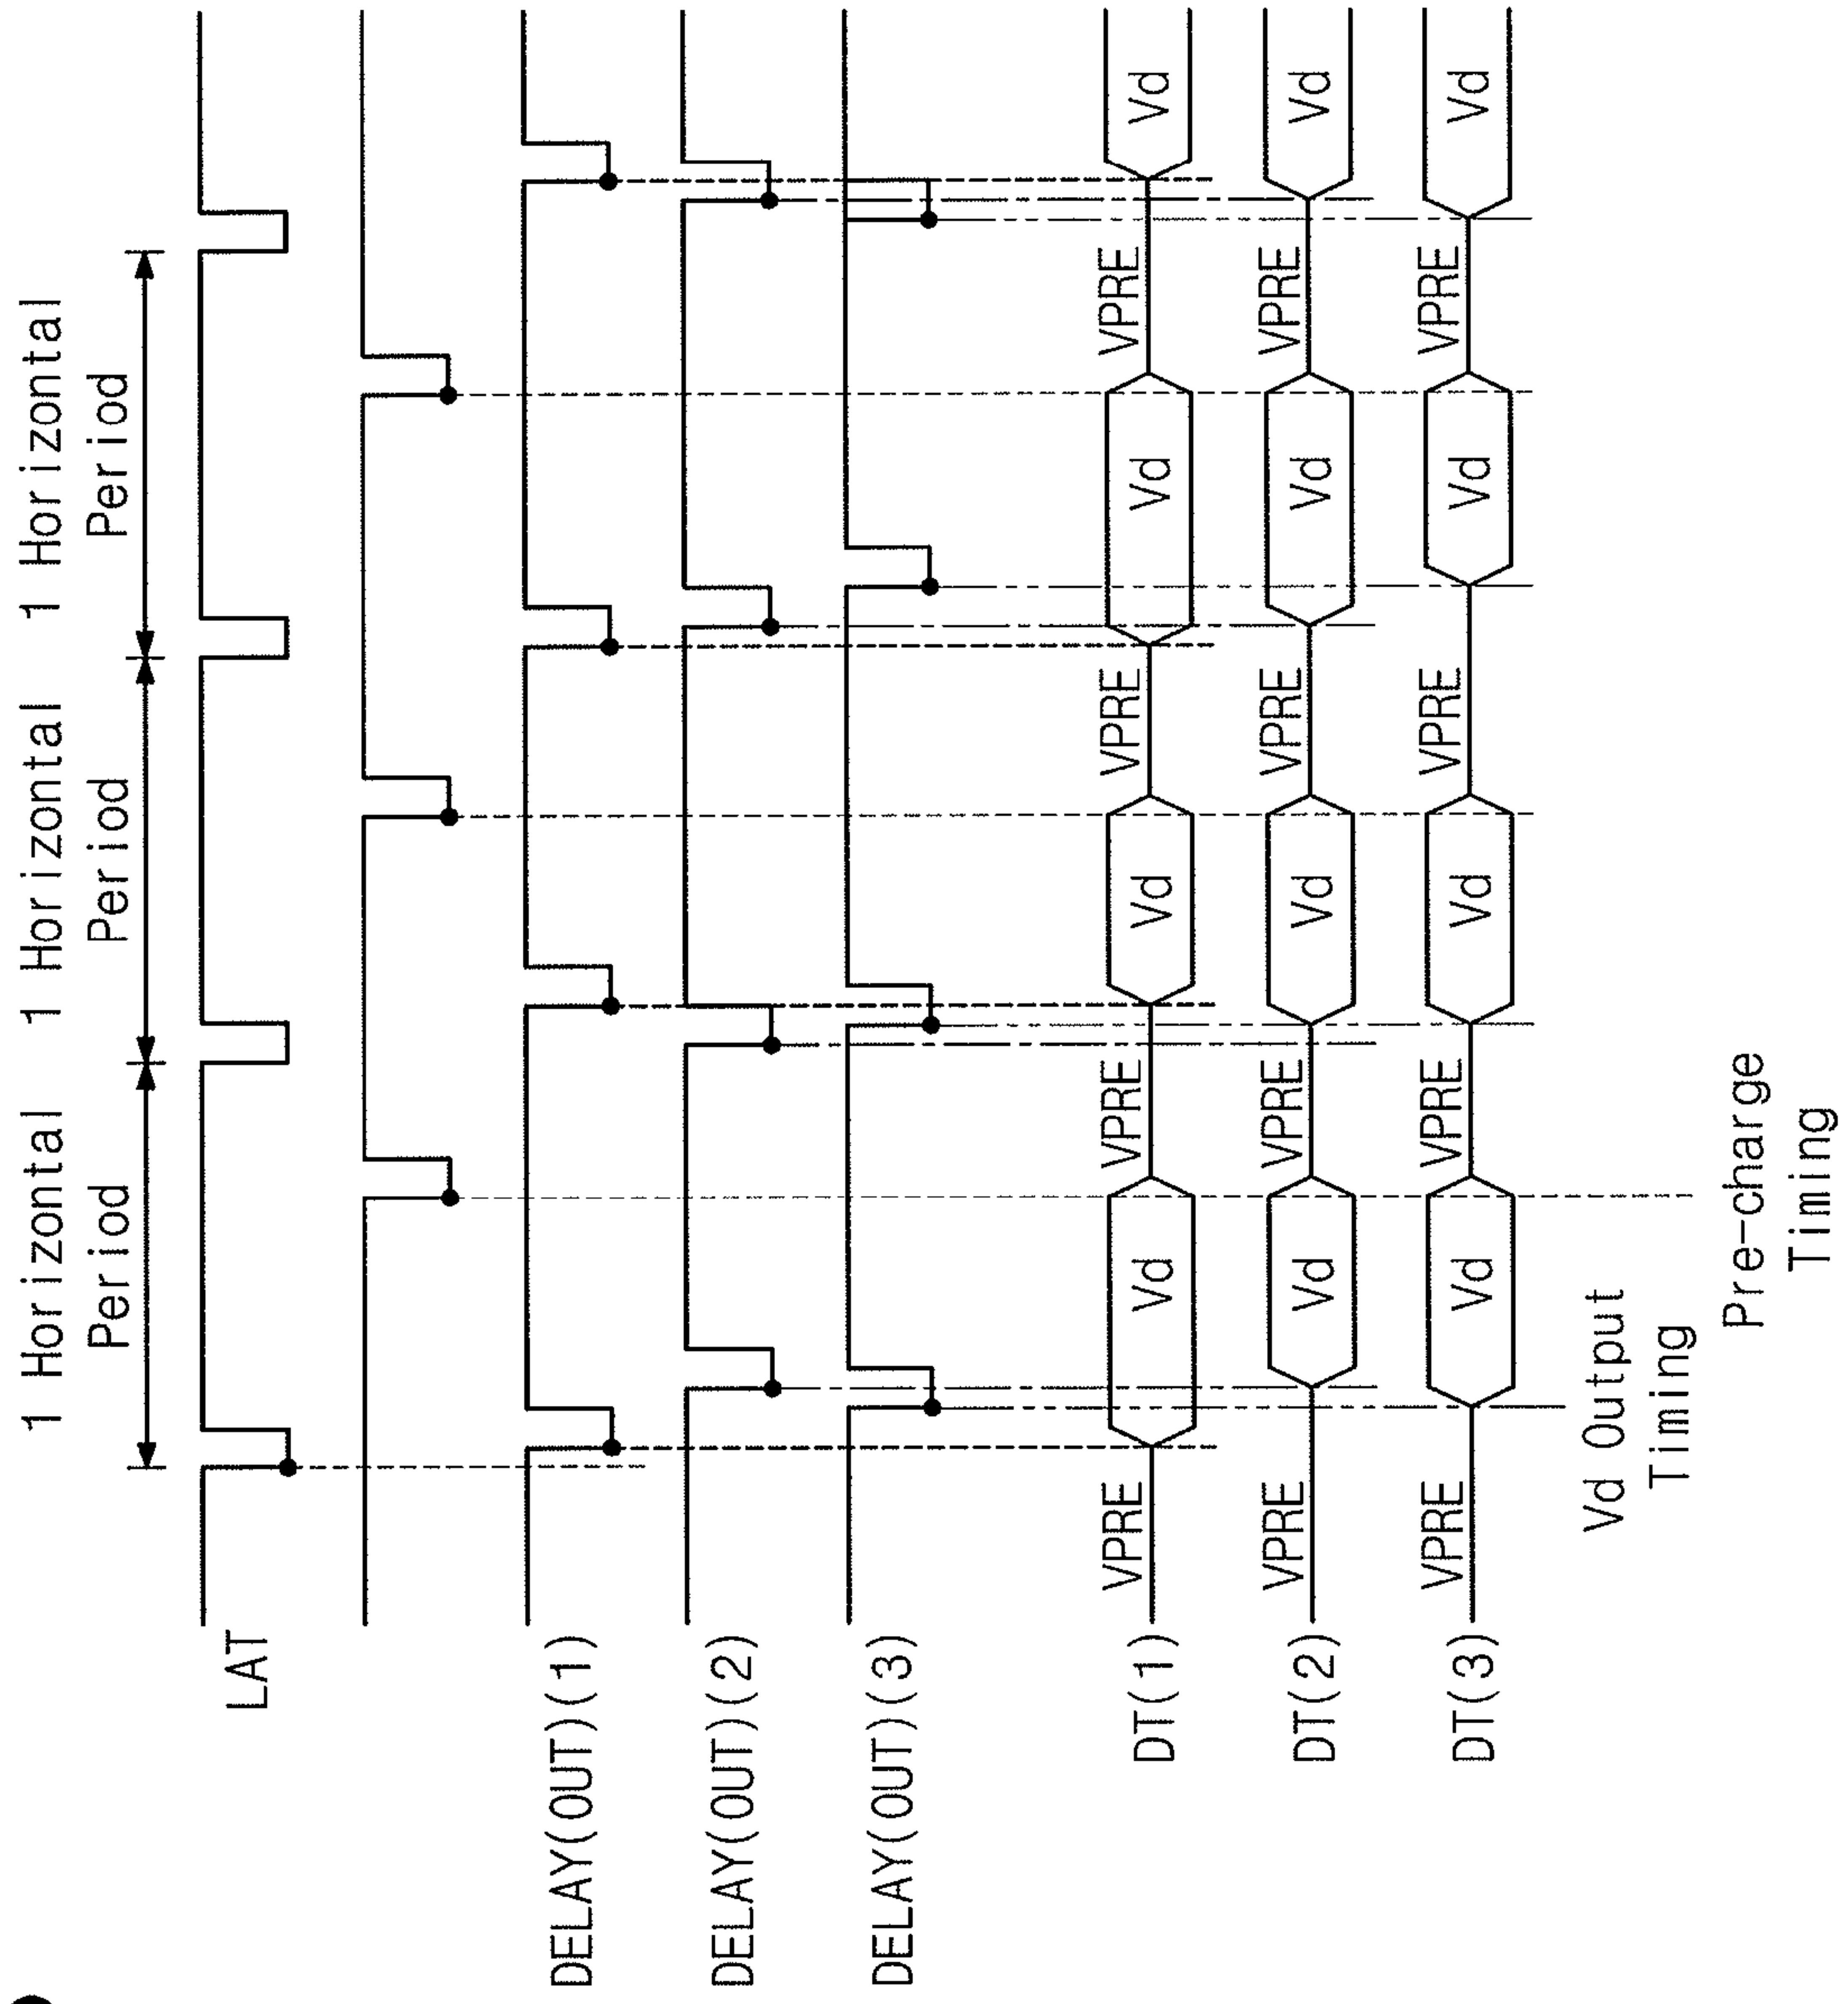 1 Horizontal
Period
1 Horizontal
Period
1 Horizontal
Period
LAT
DELAY(OUT)(1)
DELAY(OUT)(2)
DELAY(OUT)(3)
DT(1)
VPRE
Vd
VPRE
Vd
VPRE
Vd
VPRE
Vd
DT(2)
VPRE
Vd
VPRE
Vd
VPRE
Vd
VPRE
Vd
DT(3)
VPRE
Vd
VPRE
Vd
VPRE
Vd
VPRE
Vd
Vd Output
Timing
Pre-charge
Timing